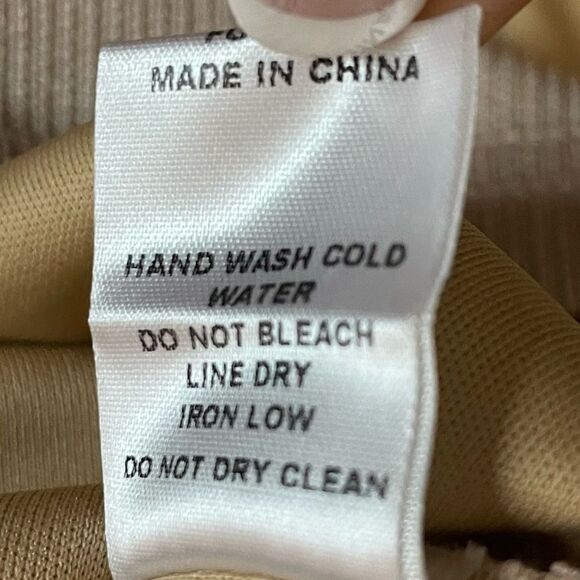 MADE IN CHINA
HAND WASH COLD
WATER
DO NOT BLEACH
LINE DRY
IRON LOW
DO NOT DRY CLEAN